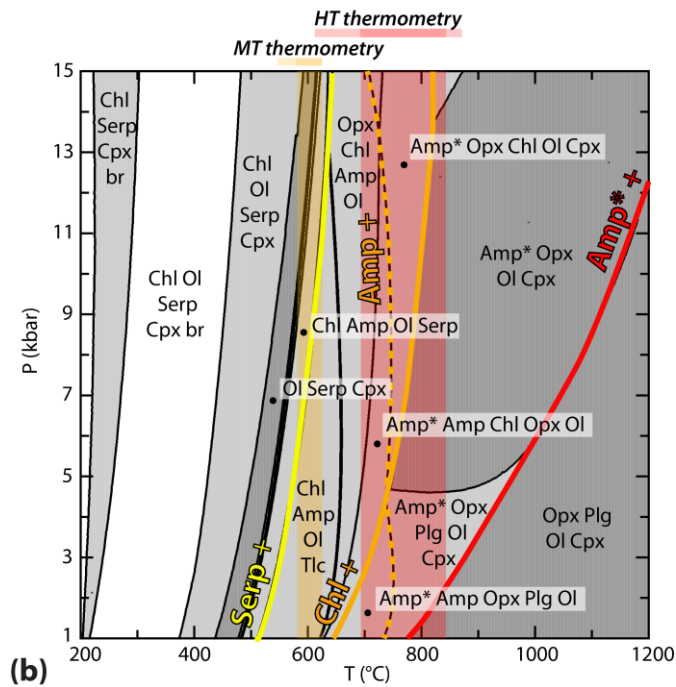 HT thermometry
MT thermometry
15
13
11
9
7
5
3
1
P (kbar)
Chl
Serp
Cpx
br
Chl
Ol
Serp
Cpx
Opx
Chl
Amp
Ol
Amp* Opx Chl Ol Cpx
Amp +
Amp* +
Amp* Opx
Ol Cpx
Chl Ol
Serp
Cpx br
Chl Amp Ol Serp
Ol Serp Cpx
Amp* Amp Chl Opx Ol
Chl
Amp
Ol
Tlc
Amp* Opx
Plg Ol
Cpx
Opx Plg
Ol Cpx
Serp +
Chl +
Amp* Amp Opx Plg Ol
200
400
600
800
1000
1200
T (°C)
(b)